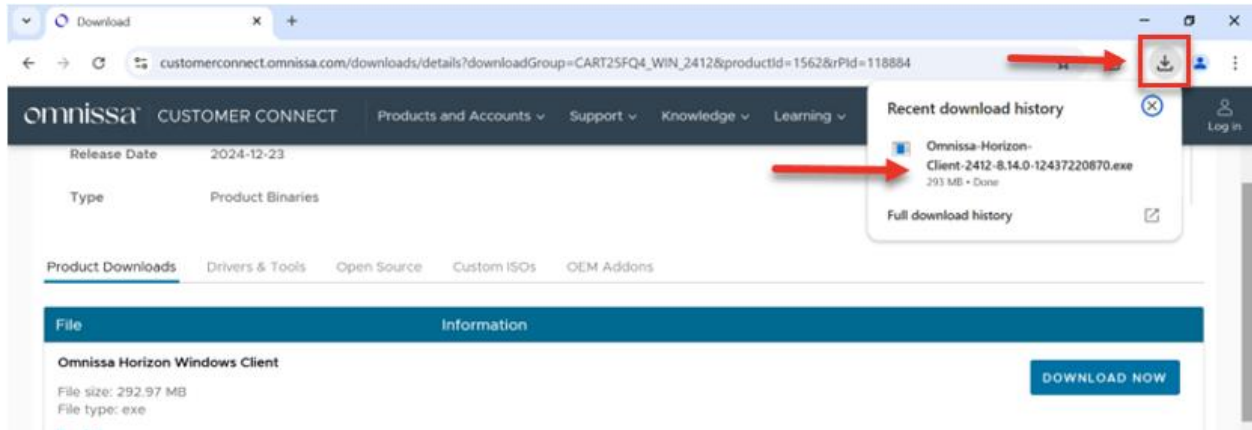 Download
customerconnect.omnissa.com/downloads/details?downloadGroup=CART25FQ4_WIN_2412&productId=1562&rPId=118884
omnissa CUSTOMER CONNECT Products and Accounts Support Knowledge Learning Log in
Recent download history
Omnissa-Horizon-
Client-2412-8.14.0-12437220870.exe
293 MB • Done
Full download history
Release Date 2024-12-23
Type Product Binaries
Product Downloads Drivers & Tools Open Source Custom ISOs OEM Addons
File Information
Omnissa Horizon Windows Client
File size: 292.97 MB
File type: exe
DOWNLOAD NOW